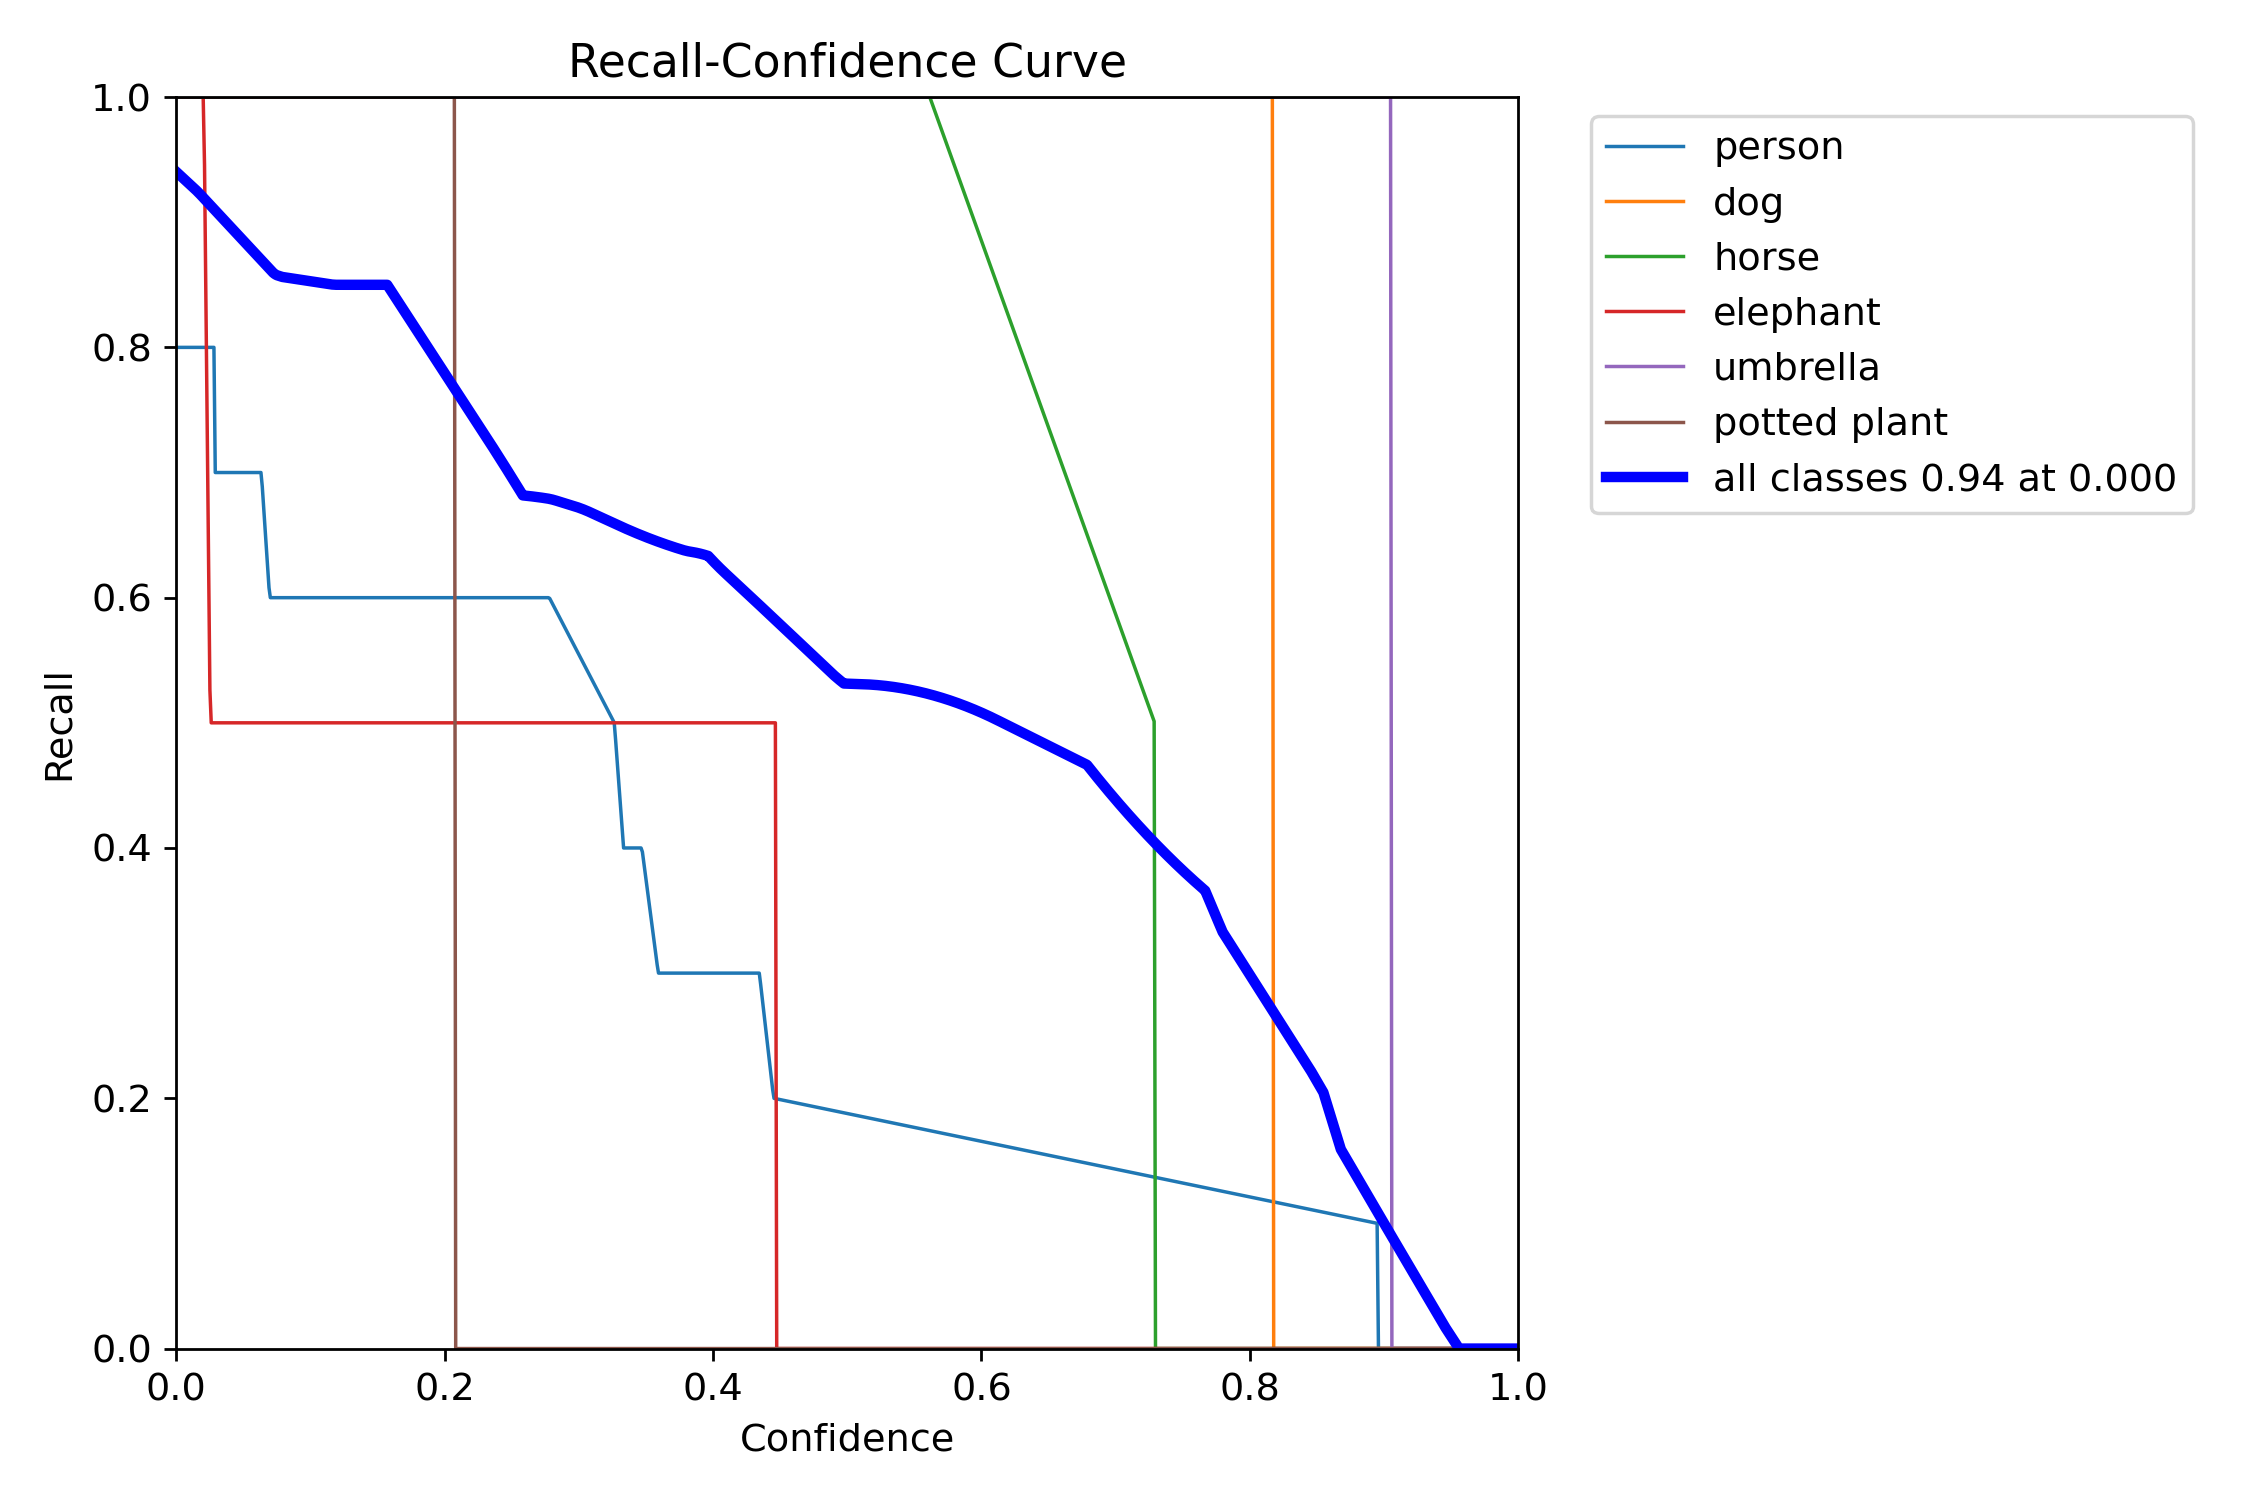 Recall-Confidence Curve
1.0
0.8
0.6
0.4
0.2
0.0
Recall
0.0 0.2 0.4 0.6 0.8 1.0
Confidence
person
dog
horse
elephant
umbrella
potted plant
all classes 0.94 at 0.000